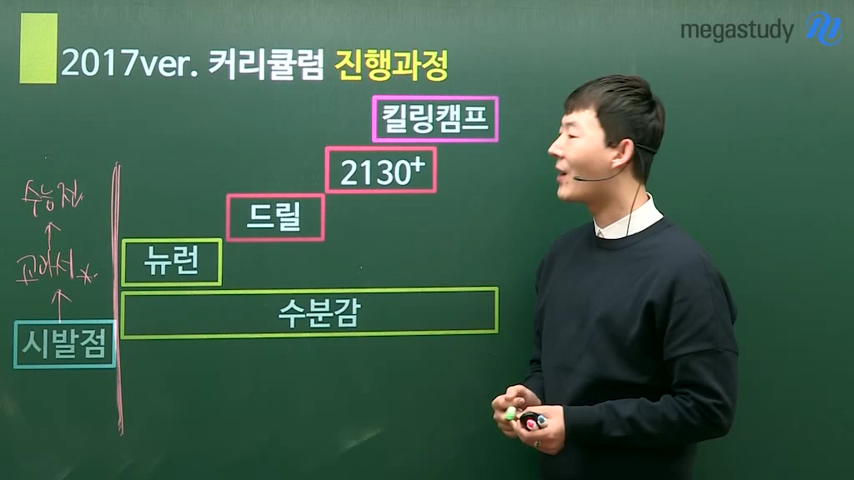 megastudy
2017ver. 커리큘럼 진행과정
킬링캠프
2130+
드릴
뉴런
수분감
시발점
수능전
교과서 *